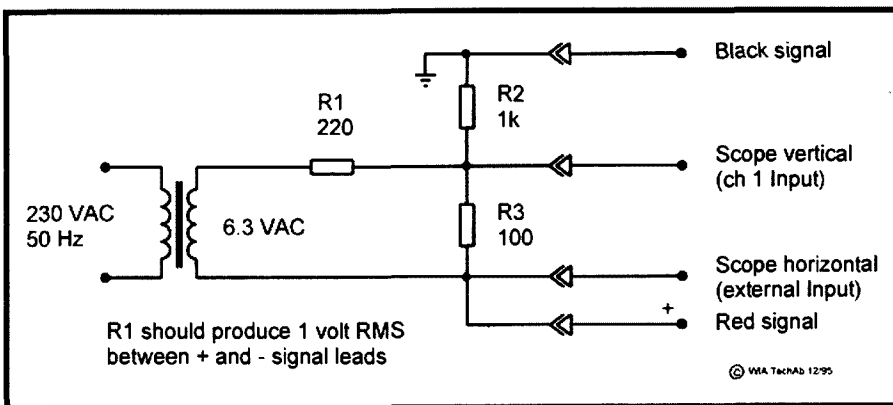 Black signal
R1
220
R2
1k
Scope vertical
(ch 1 Input)
230 VAC
50 Hz
6.3 VAC
R3
100
Scope horizontal
(external Input)
+
Red signal
R1 should produce 1 volt RMS
between + and - signal leads
© WIA TechAb 12/95